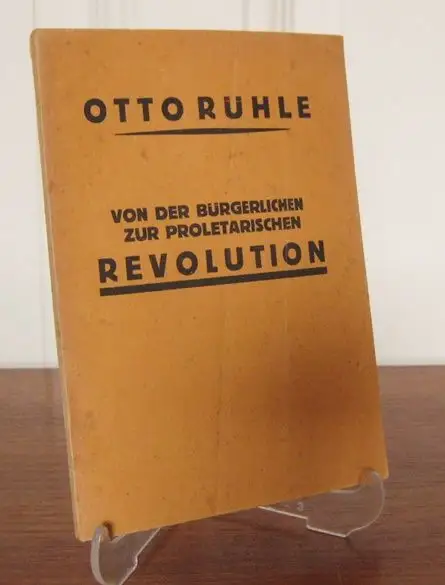 OTTO RÜHLE
VON DER BÜRGERLICHEN
ZUR PROLETARISCHEN
REVOLUTION